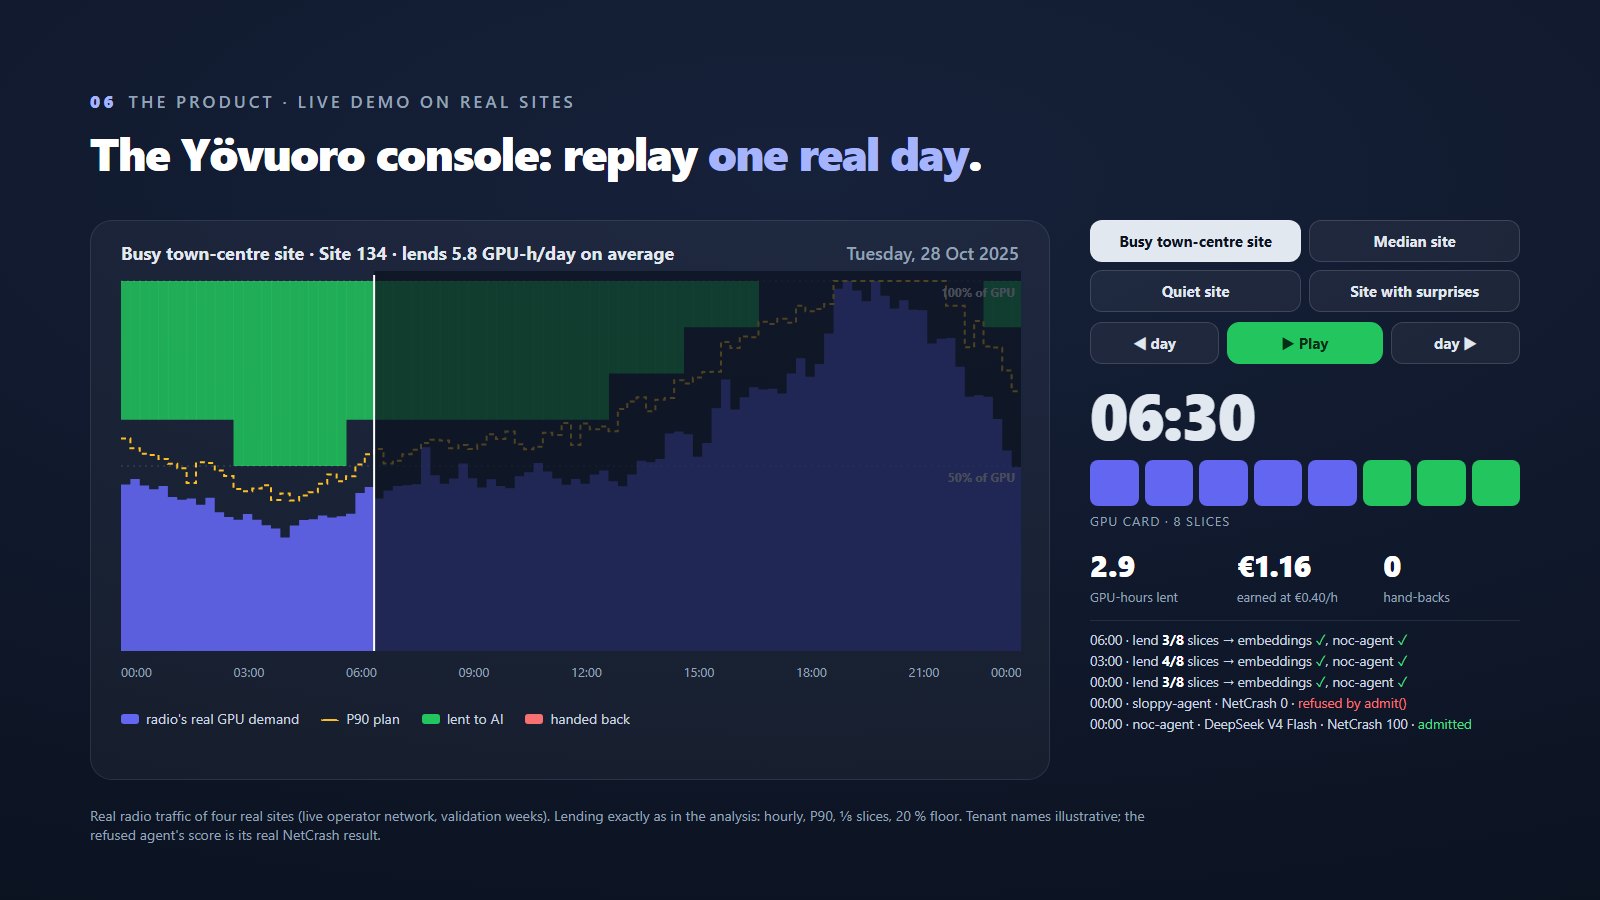 06 THE PRODUCT · LIVE DEMO ON REAL SITES
The Yövuoro console: replay one real day.
Busy town-centre site · Site 134 · lends 5.8 GPU-h/day on average
Tuesday, 28 Oct 2025
100% of GPU
50% of GPU
00:00 03:00 06:00 09:00 12:00 15:00 18:00 21:00 00:00
radio's real GPU demand P90 plan lent to AI handed back
Busy town-centre site
Median site
Quiet site
Site with surprises
◀ day
▶ Play
day ▶
06:30
GPU CARD · 8 SLICES
2.9 €1.16 0
GPU-hours lent earned at €0.40/h hand-backs
06:00 · lend 3/8 slices → embeddings ✓, noc-agent ✓
03:00 · lend 4/8 slices → embeddings ✓, noc-agent ✓
00:00 · lend 3/8 slices → embeddings ✓, noc-agent ✓
00:00 · sloppy-agent · NetCrash 0 · refused by admit()
00:00 · noc-agent · DeepSeek V4 Flash · NetCrash 100 · admitted
Real radio traffic of four real sites (live operator network, validation weeks). Lending exactly as in the analysis: hourly, P90, ⅛ slices, 20 % floor. Tenant names illustrative; the
refused agent's score is its real NetCrash result.